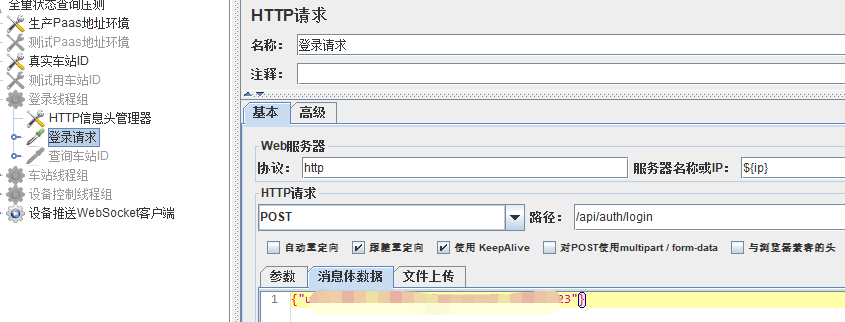 全量状态查询压测
生产Paas地址环境
测试Paas地址环境
真实车站ID
测试用车站ID
登录线程组
HTTP信息头管理器
登录请求
查询车站ID
车站线程组
设备控制线程组
设备推送WebSocket客户端
HTTP请求
名称： 登录请求
注释：
基本 高级
Web服务器
协议： http 服务器名称或IP： ${ip}
HTTP请求
POST 路径： /api/auth/login
自动重定向 跟随重定向 使用 KeepAlive 对POST使用multipart / form-data 与浏览器兼容的头
参数 消息体数据 文件上传
1 {"u 23"}